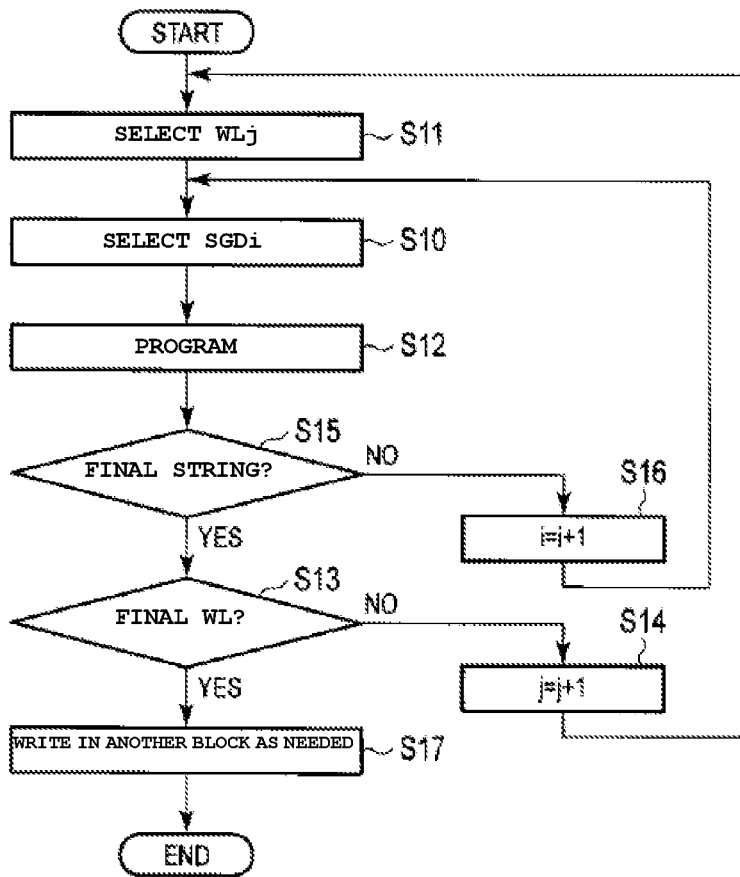 START
SELECT WLj
S11
SELECT SGDi
S10
PROGRAM
S12
S15
FINAL STRING?
NO
S16
i=i+1
YES
S13
FINAL WL?
NO
S14
j=j+1
YES
WRITE IN ANOTHER BLOCK AS NEEDED
S17
END